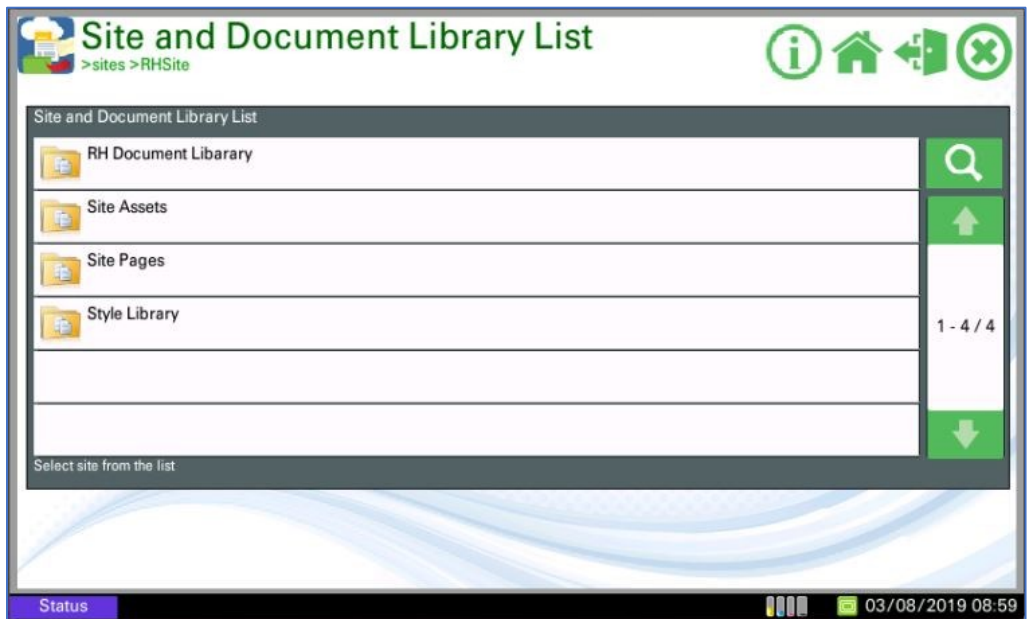 Site and Document Library List
>sites >RHSite
Site and Document Library List
RH Document Libarary
Site Assets
Site Pages
Style Library
1 - 4 / 4
Select site from the list
Status
03/08/2019 08:59